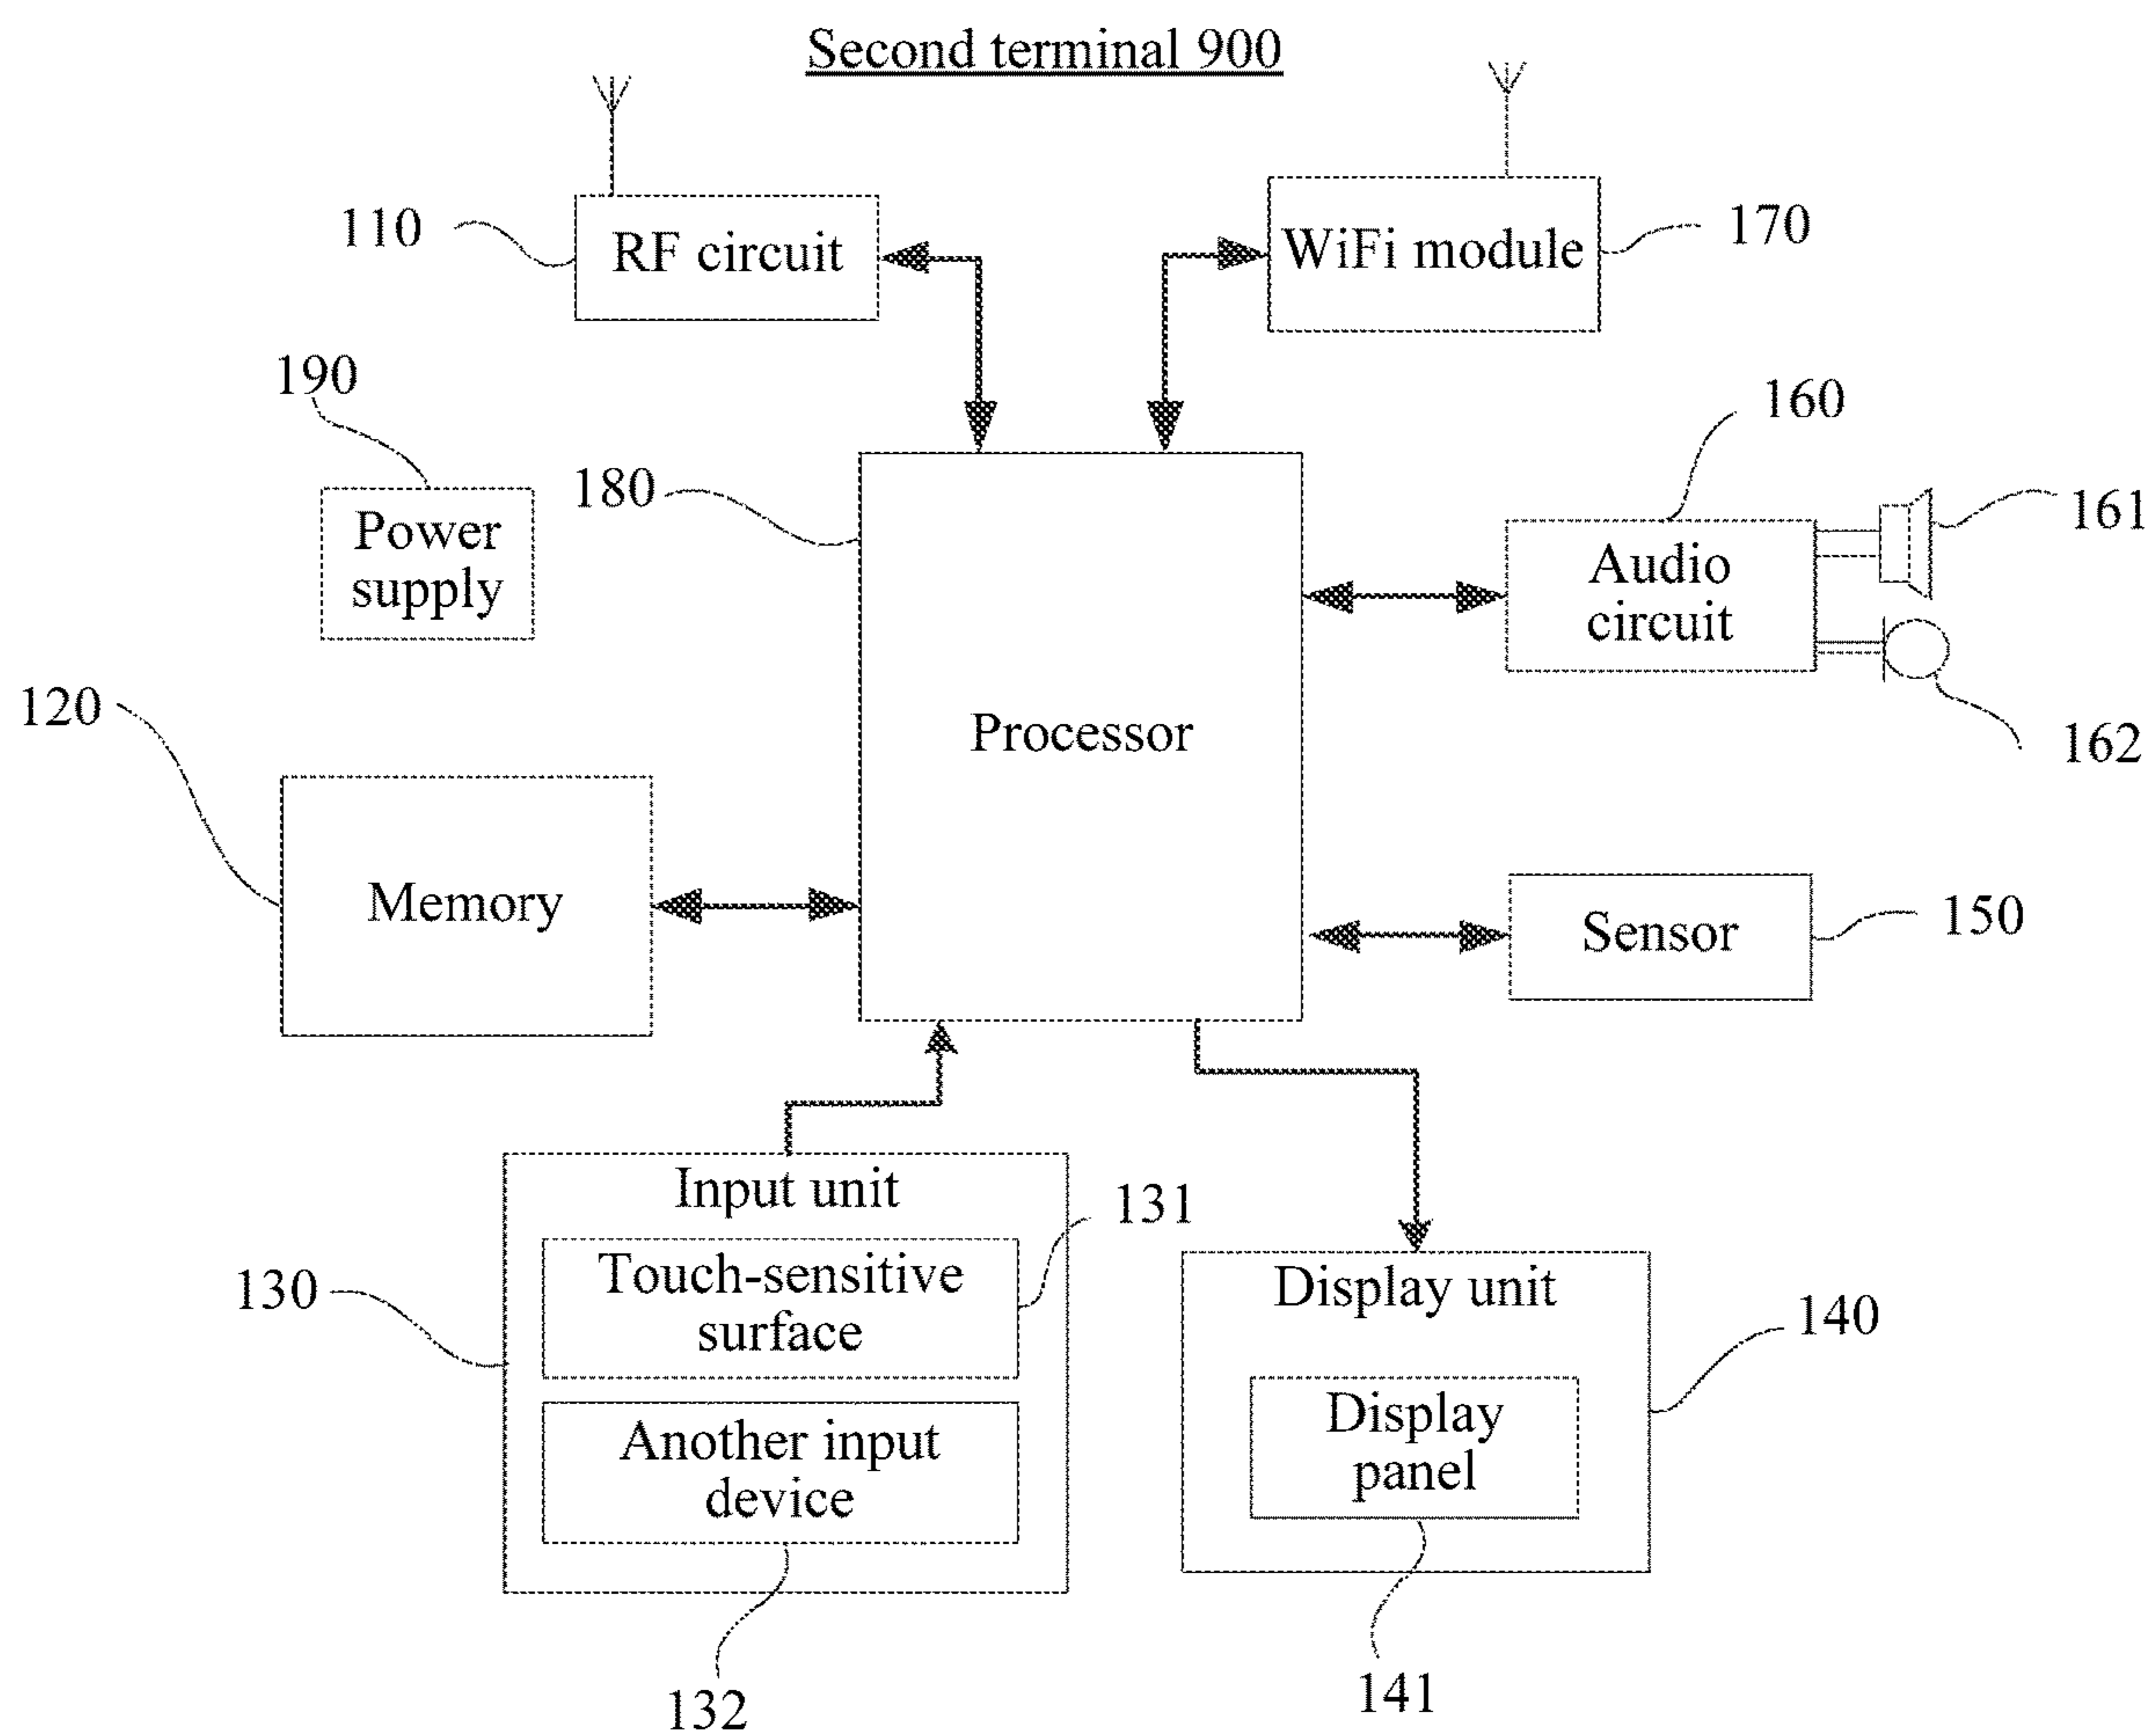 Second terminal 900
110
RF circuit
WiFi module
170
190
Power
supply
180
160
Audio
circuit
161
162
Processor
120
Memory
Sensor
150
Input unit
131
Touch-sensitive
surface
130
Another input
device
132
Display unit
140
Display
panel
141